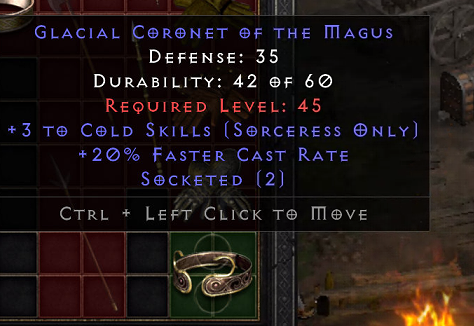 Glacial Coronet of the Magus
Defense: 35
Durability: 42 of 60
Required Level: 45
+3 to Cold Skills (Sorceress Only)
+20% Faster Cast Rate
Socketed (2)
Ctrl + Left Click to Move